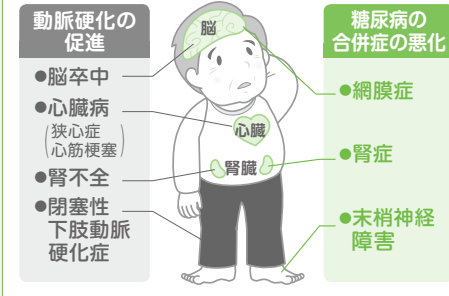 動脈硬化の
促進
●脳卒中
●心臓病
(狭心症
心筋梗塞)
●腎不全
●閉塞性
下肢動脈
硬化症
脳
心臓
腎臓
糖尿病の
合併症の悪化
●網膜症
●腎症
●末梢神経
障害